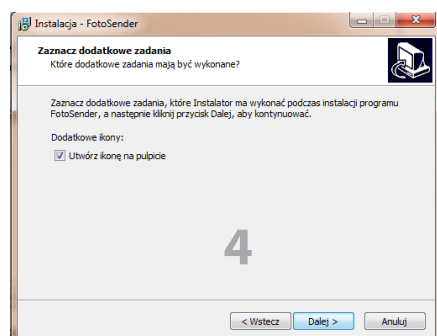 Instalacja - FotoSender
Zaznacz dodatkowe zadania
Które dodatkowe zadania mają być wykonane?
Zaznacz dodatkowe zadania, które Instalator ma wykonać podczas instalacji programu
FotoSender, a następnie kliknij przycisk Dalej, aby kontynuować.
Dodatkowe ikony:
Utwórz ikonę na pulpicie
4
< Wstecz Dalej > Anuluj